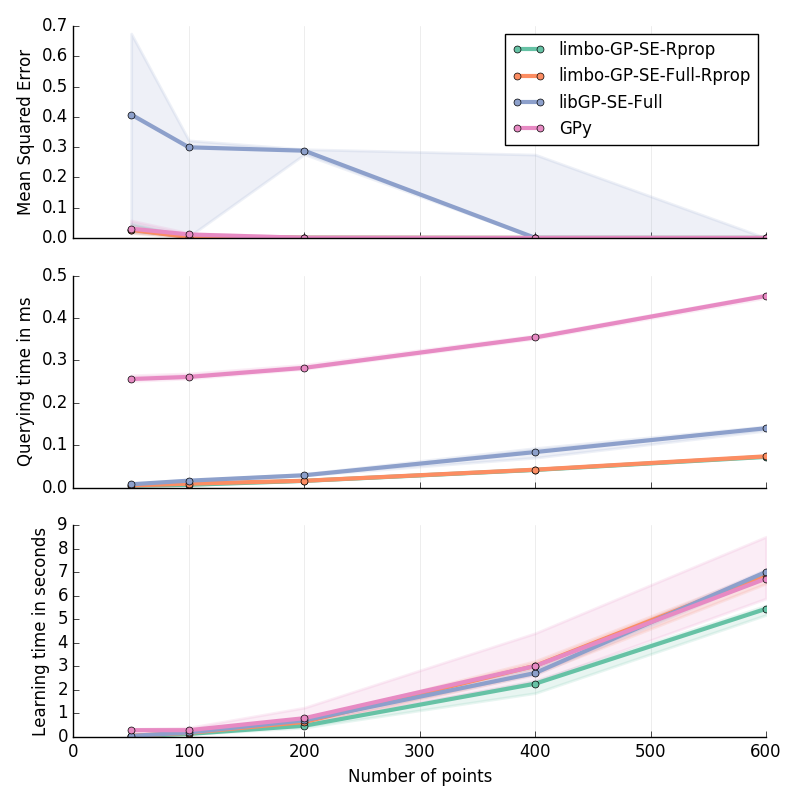 Mean Squared Error
0.7
0.6
0.5
0.4
0.3
0.2
0.1
0.0
limbo-GP-SE-Rprop
limbo-GP-SE-Full-Rprop
libGP-SE-Full
GPy
Querying time in ms
0.5
0.4
0.3
0.2
0.1
0.0
Learning time in seconds
9
8
7
6
5
4
3
2
1
0
0 100 200 300 400 500 600
Number of points